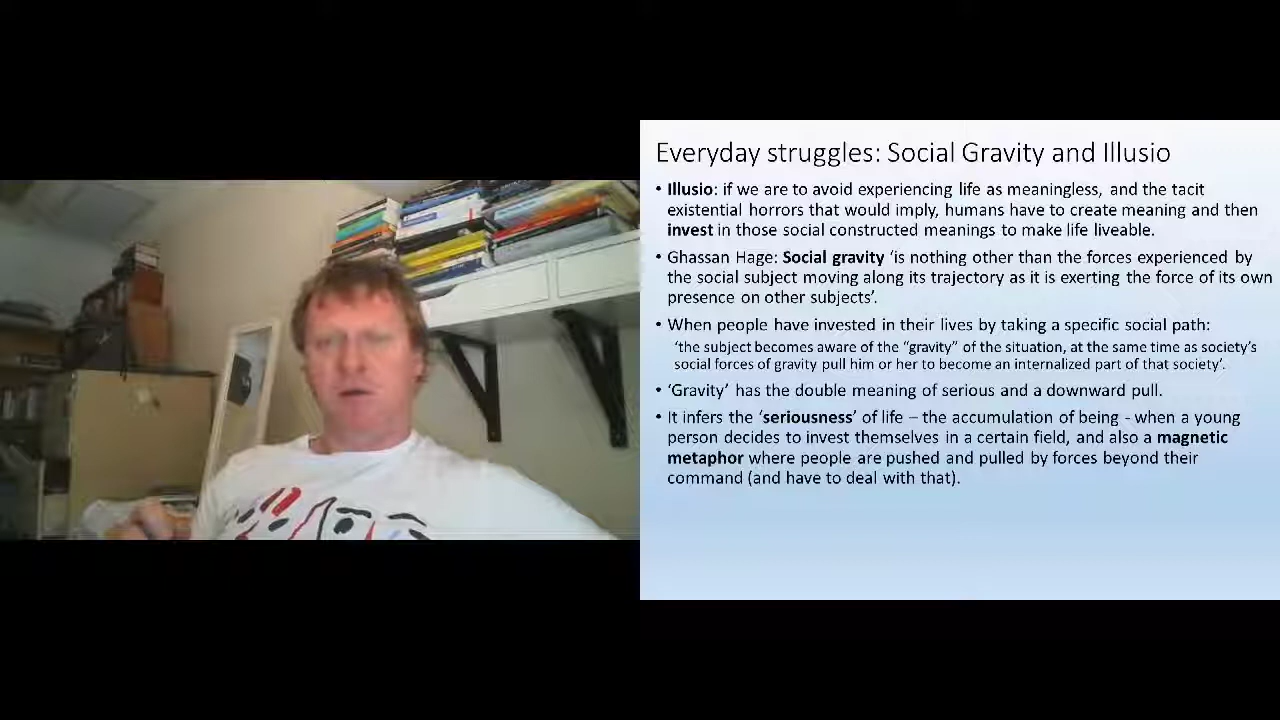 Everyday struggles: Social Gravity and Illusio
• Illusio: if we are to avoid experiencing life as meaningless, and the tacit
existential horrors that would imply, humans have to create meaning and then
invest in those social constructed meanings to make life liveable.
• Ghassan Hage: Social gravity ‘is nothing other than the forces experienced by
the social subject moving along its trajectory as it is exerting the force of its own
presence on other subjects’.
• When people have invested in their lives by taking a specific social path:
‘the subject becomes aware of the “gravity” of the situation, at the same time as society’s
social forces of gravity pull him or her to become an internalized part of that society’.
• ‘Gravity’ has the double meaning of serious and a downward pull.
• It infers the ‘seriousness’ of life – the accumulation of being - when a young
person decides to invest themselves in a certain field, and also a magnetic
metaphor where people are pushed and pulled by forces beyond their
command (and have to deal with that).